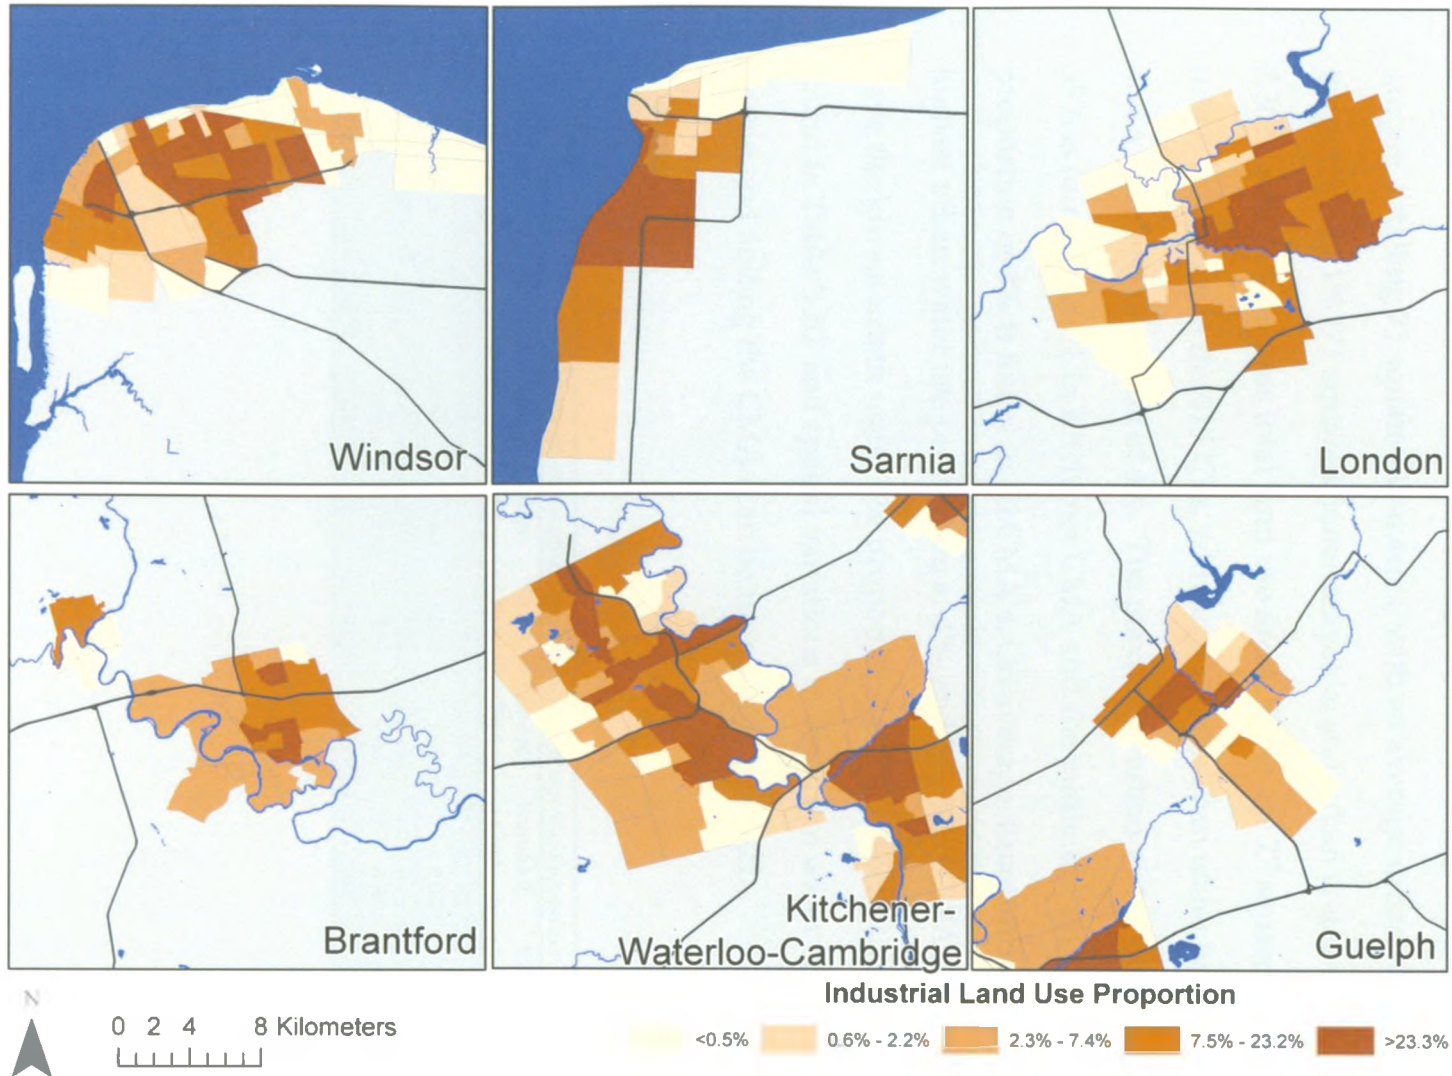 Windsor
Sarnia
London
Brantford
Kitchener-
Waterloo-Cambridge
Guelph
N
0 2 4 8 Kilometers
Industrial Land Use Proportion
<0.5% 0.6% - 2.2% 2.3% - 7.4% 7.5% - 23.2% >23.3%